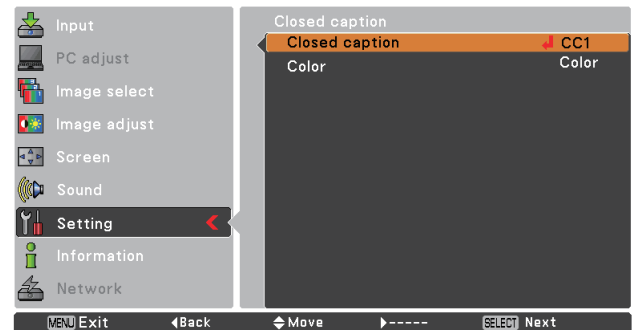 Input
PC adjust
Image select
Image adjust
Screen
Sound
Setting
Information
Network
Closed caption
Closed caption CC1
Color Color
MENU Exit Back Move ----- SELECT Next